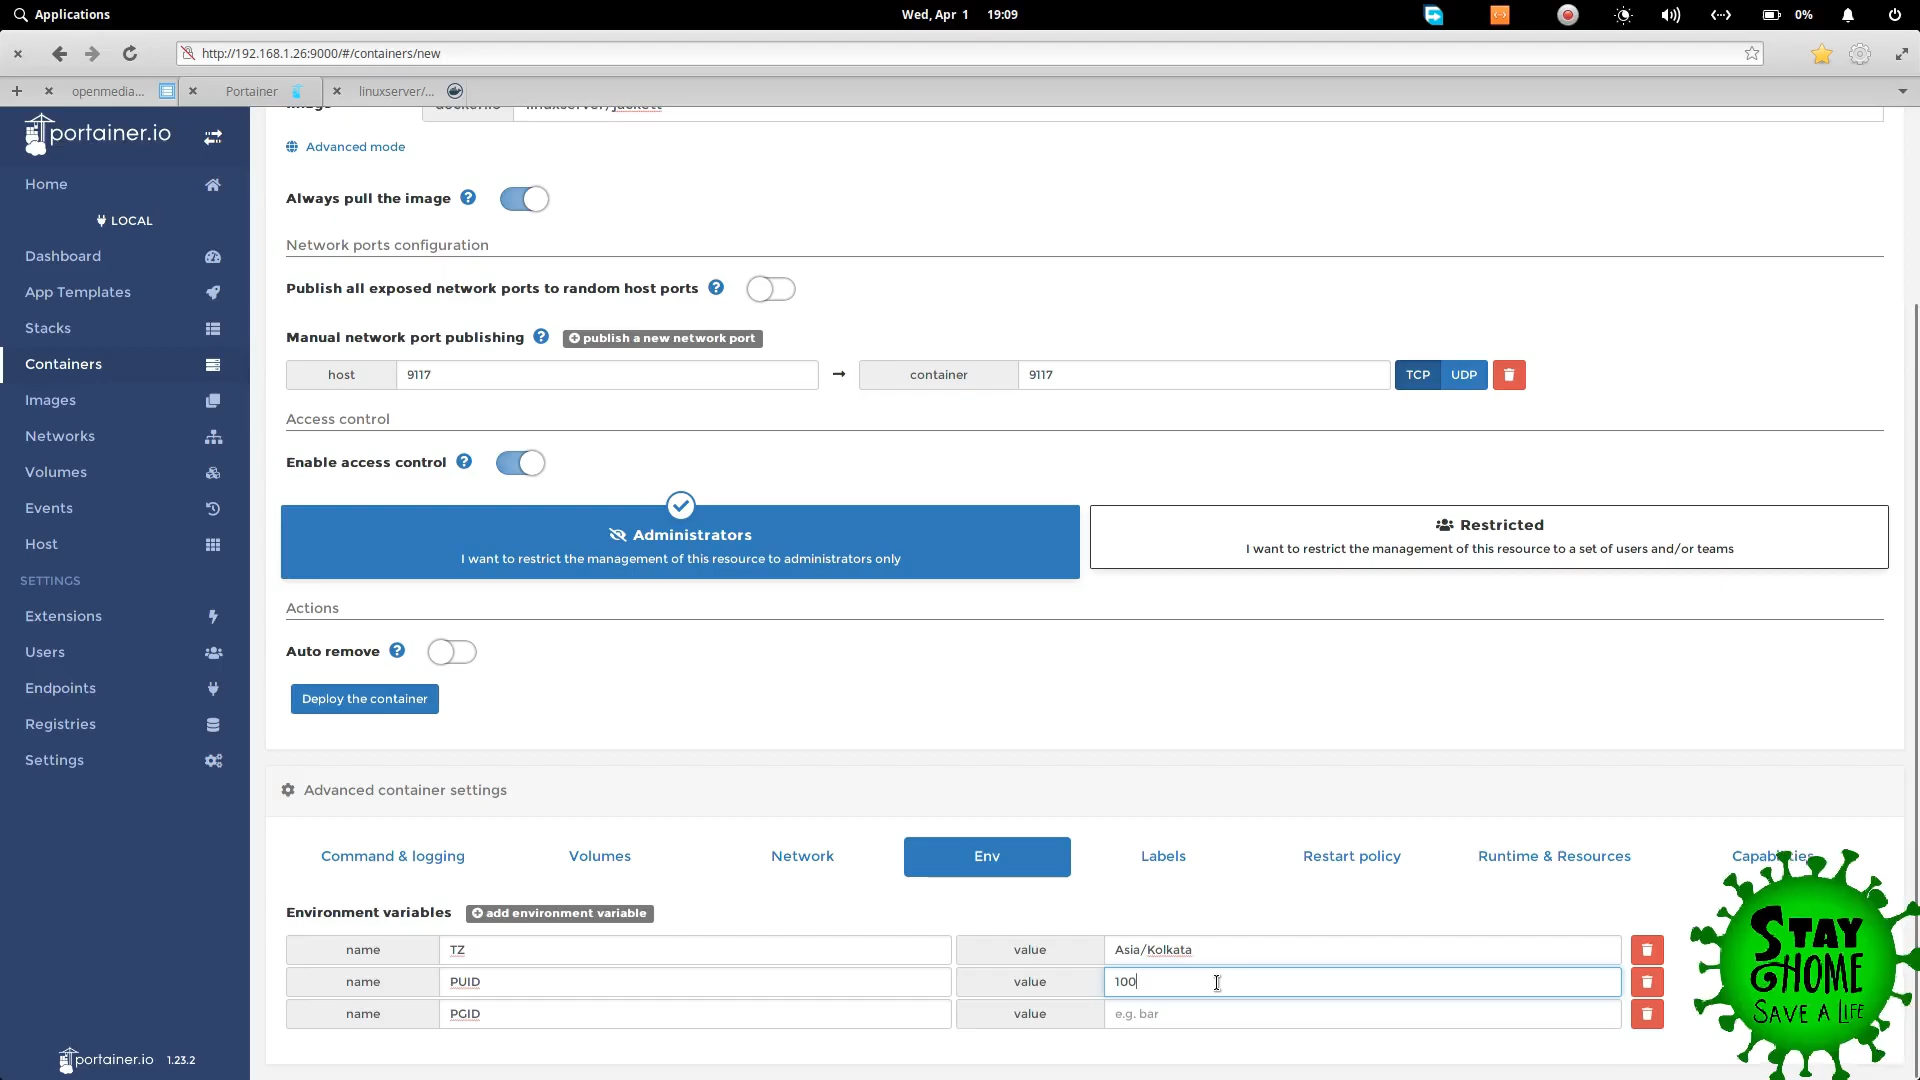 Applications
Wed, Apr 1 19:09
0%
http://192.168.1.26:9000/#/containers/new
openmedia...
Portainer
linuxserver/...
portainer.io
Home
LOCAL
Dashboard
App Templates
Stacks
Containers
Images
Networks
Volumes
Events
Host
SETTINGS
Extensions
Users
Endpoints
Registries
Settings
portainer.io 1.23.2
Image docker.io linuxserver/jackett
Advanced mode
Always pull the image
Network ports configuration
Publish all exposed network ports to random host ports
Manual network port publishing publish a new network port
host 9117 → container 9117 TCP UDP
Access control
Enable access control
Administrators
I want to restrict the management of this resource to administrators only
Restricted
I want to restrict the management of this resource to a set of users and/or teams
Actions
Auto remove
Deploy the container
Advanced container settings
Command & logging Volumes Network Env Labels Restart policy Runtime & Resources Capabilities
Environment variables add environment variable
name TZ value Asia/Kolkata
name PUID value 100
name PGID value e.g. bar
STAY
@HOME
SAVE A LIFE